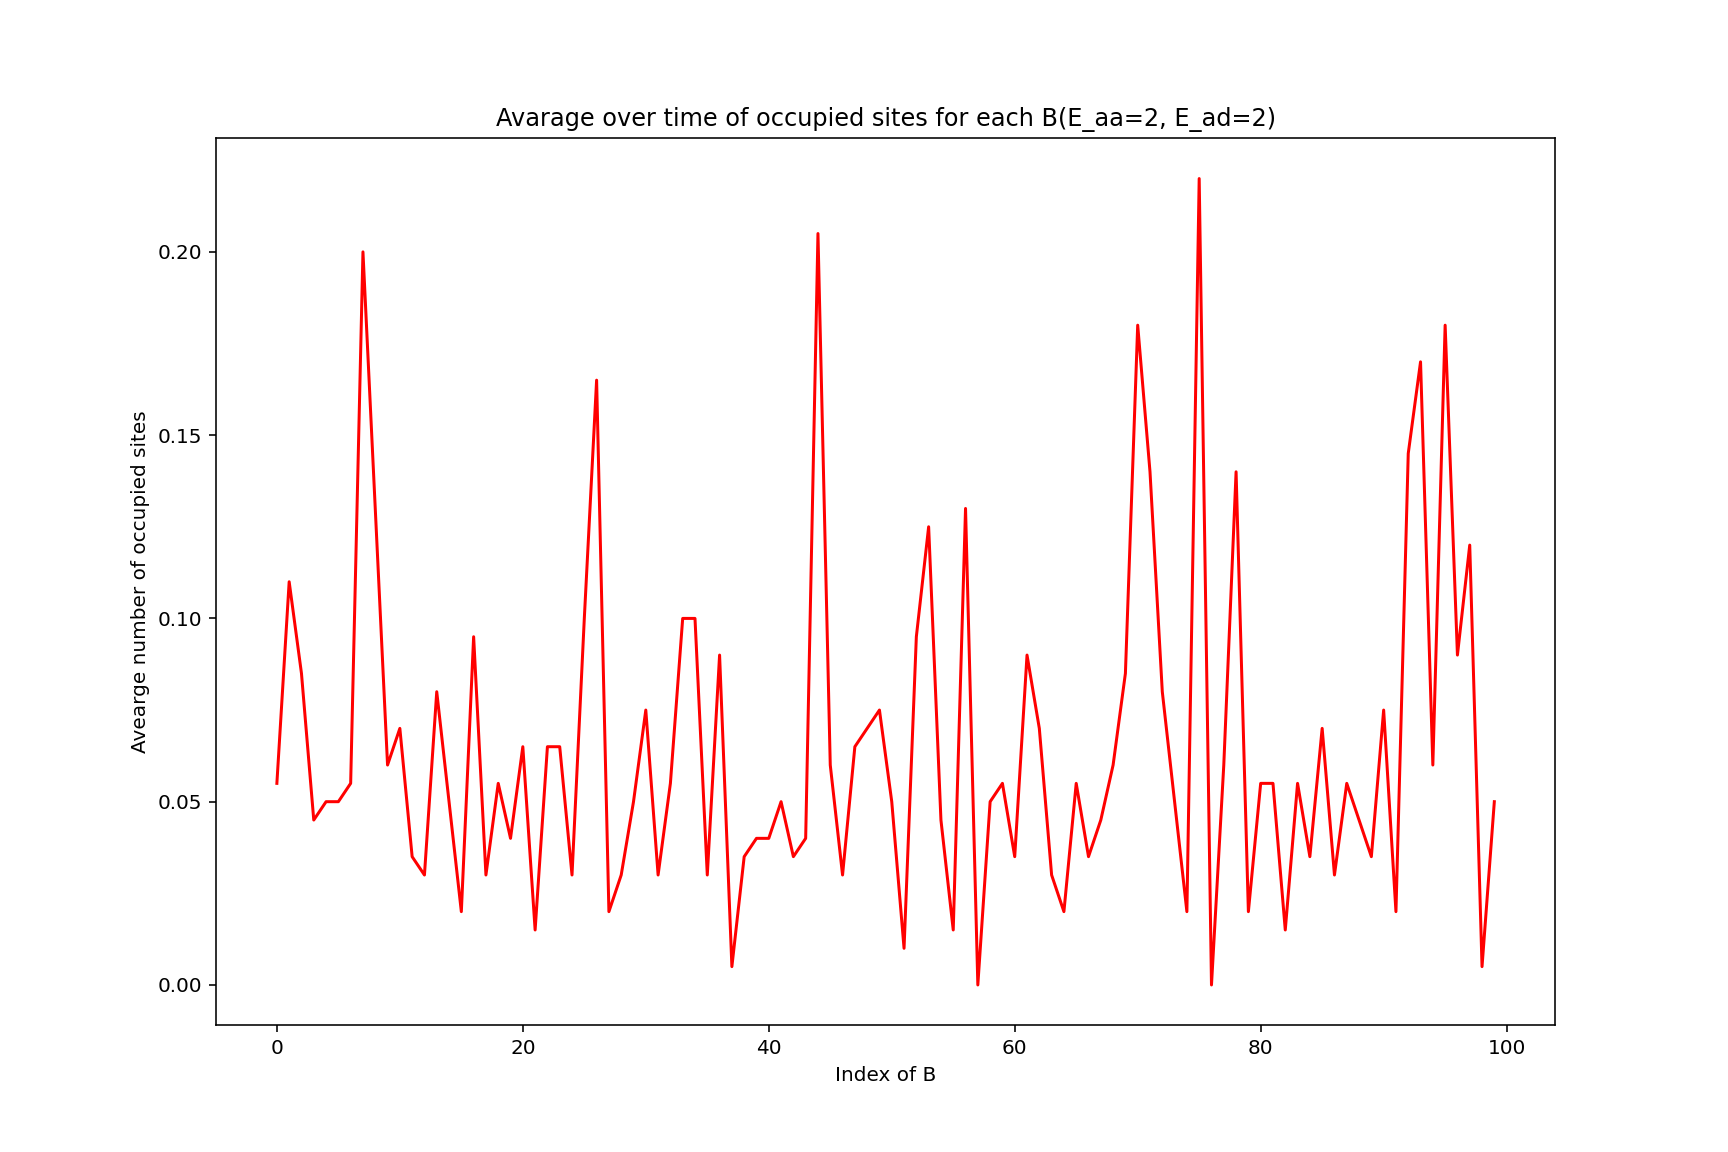 Avarage over time of occupied sites for each B(E_aa=2, E_ad=2)
Avearge number of occupied sites
0.20
0.15
0.10
0.05
0.00
0 20 40 60 80 100
Index of B